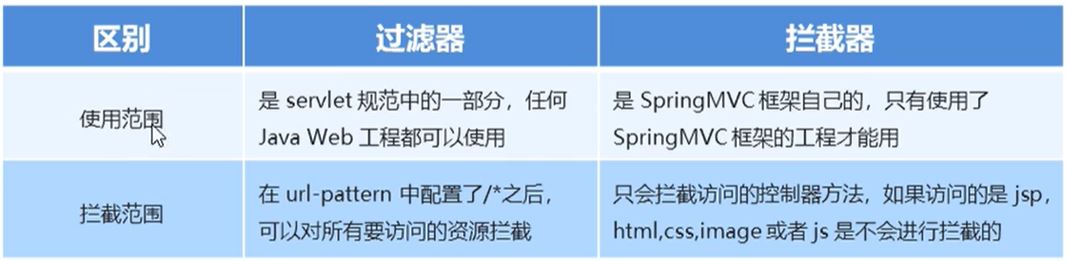 区别
过滤器
拦截器
使用范围
是 servlet 规范中的一部分，任何
Java Web 工程都可以使用
是 SpringMVC 框架自己的，只有使用了
SpringMVC 框架的工程才能用
拦截范围
在 url-pattern 中配置了/*之后，
可以对所有要访问的资源拦截
只会拦截访问的控制器方法，如果访问的是 jsp，
html,css,image 或者 js 是不会进行拦截的